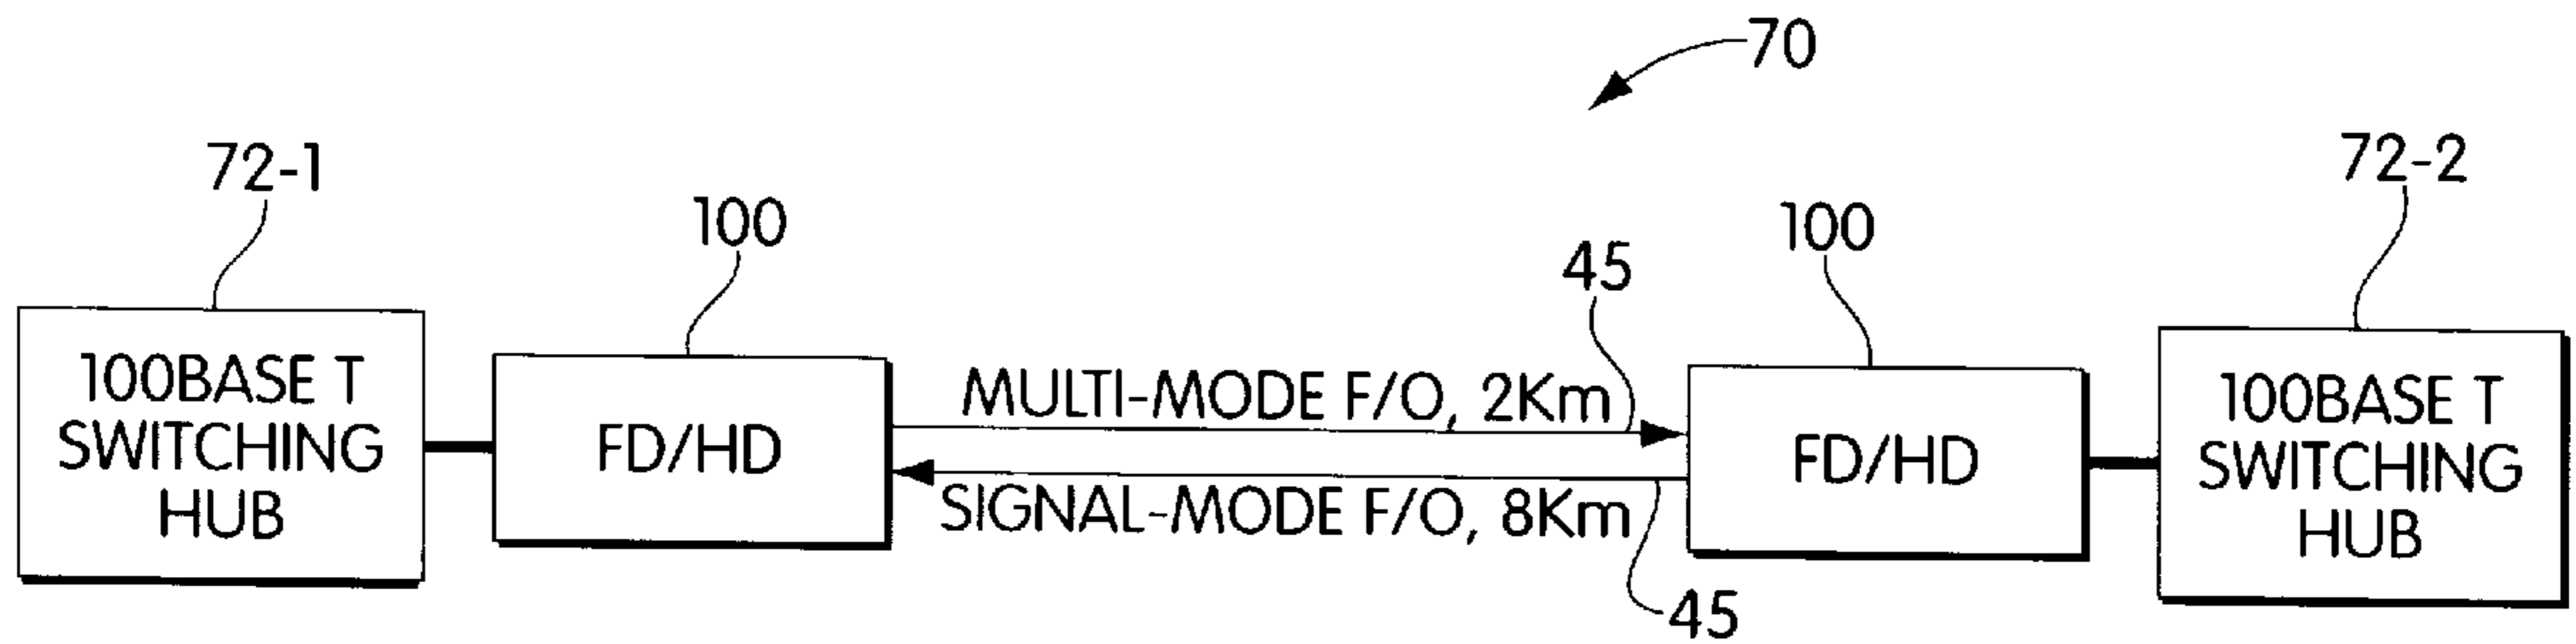 70
72-1
100
45
100
72-2
100BASE T
SWITCHING
HUB
FD/HD
MULTI-MODE F/O, 2Km
SIGNAL-MODE F/O, 8Km
FD/HD
100BASE T
SWITCHING
HUB
45